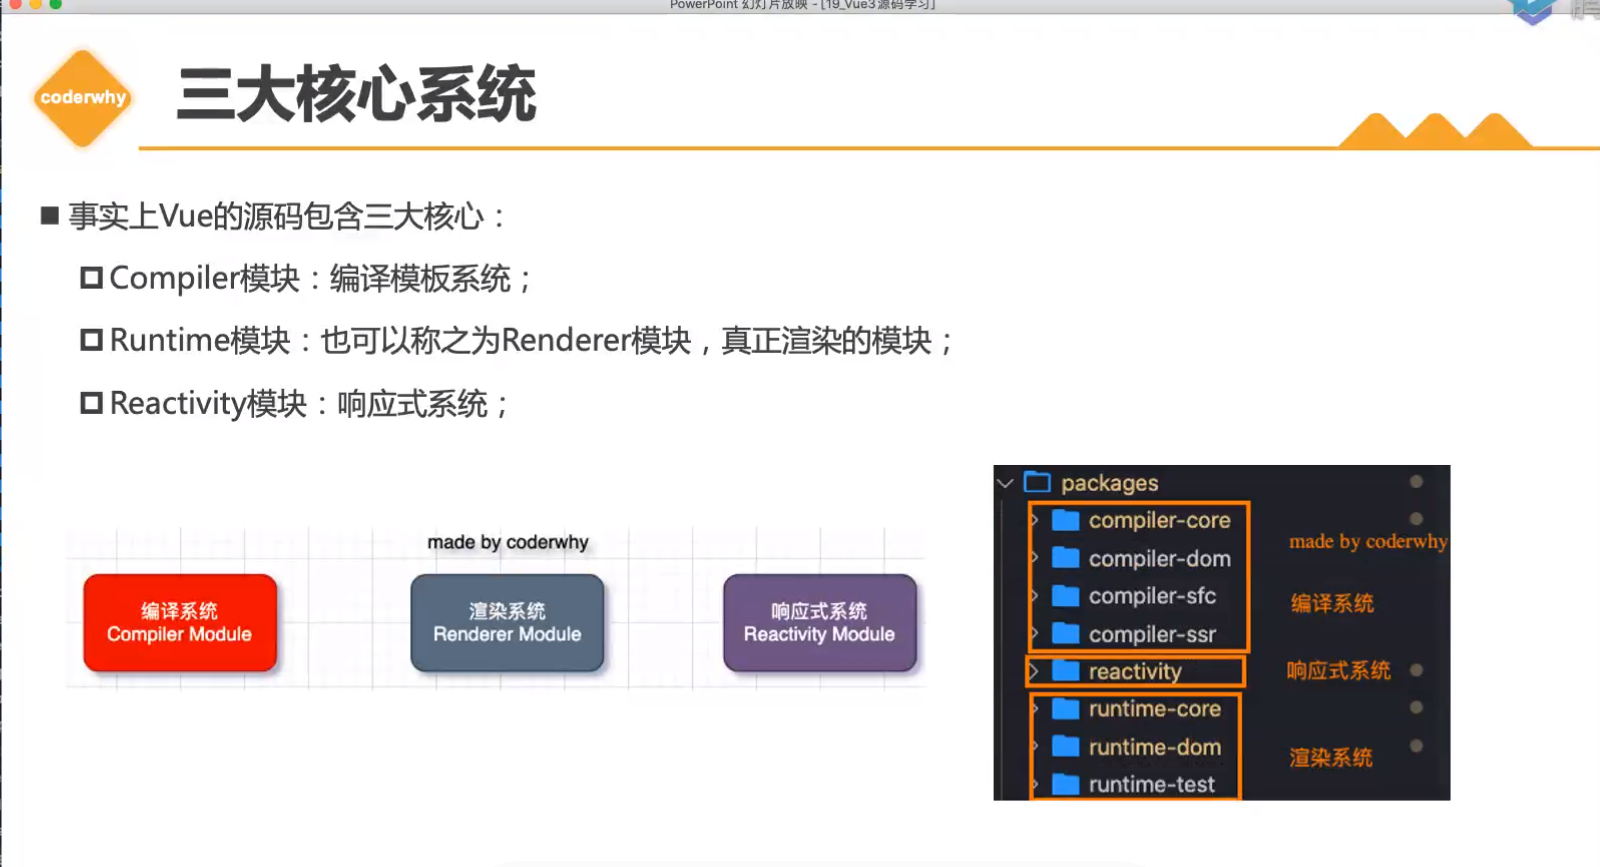 PowerPoint 幻灯片放映 - [19_Vue3源码学习]
coderwhy
三大核心系统
事实上Vue的源码包含三大核心：
Compiler模块：编译模板系统；
Runtime模块：也可以称之为Renderer模块，真正渲染的模块；
Reactivity模块：响应式系统；
made by coderwhy
编译系统
Compiler Module
渲染系统
Renderer Module
响应式系统
Reactivity Module
packages
compiler-core
made by coderwhy
compiler-dom
compiler-sfc
编译系统
compiler-ssr
reactivity
响应式系统
runtime-core
runtime-dom
渲染系统
runtime-test